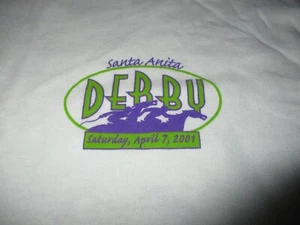 Santa Anita
DERBY
Saturday, April 7, 2001